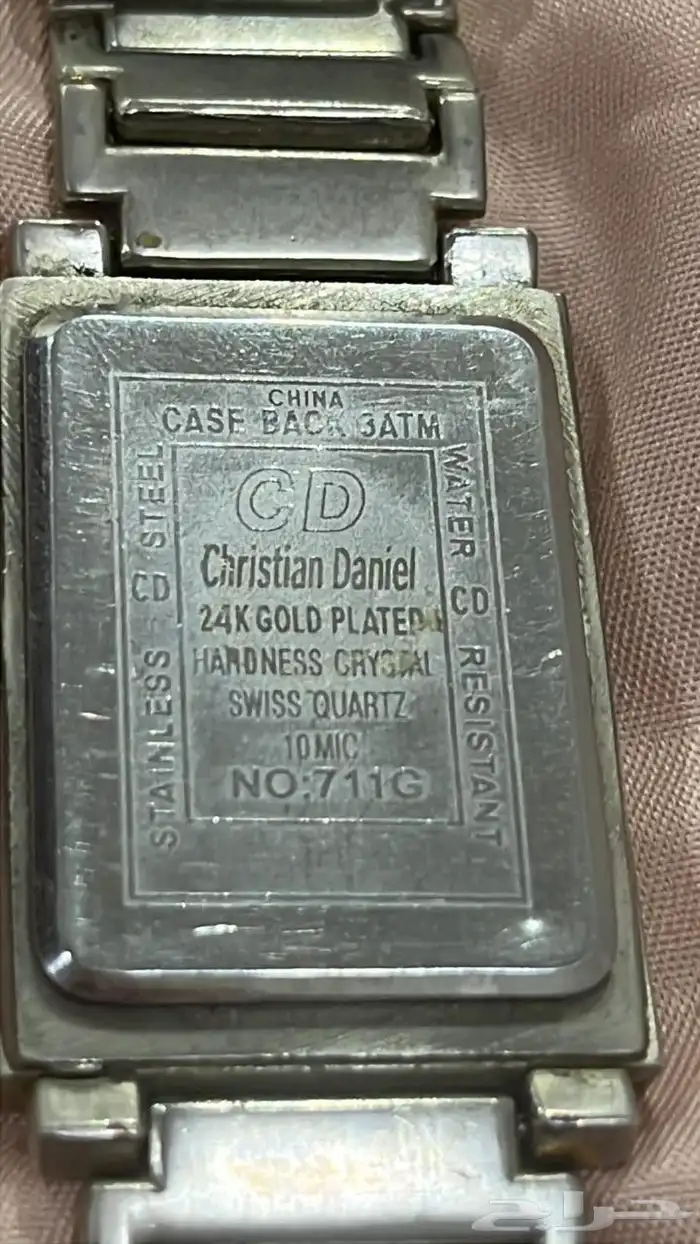 CHINA
CASE BACK 3ATM
STAINLESS CD STEEL
WATER CD RESISTANT
CD
Christian Daniel
24K GOLD PLATED
HARDNESS CRYSTAL
SWISS QUARTZ
10 MIC
NO:711G
حراج